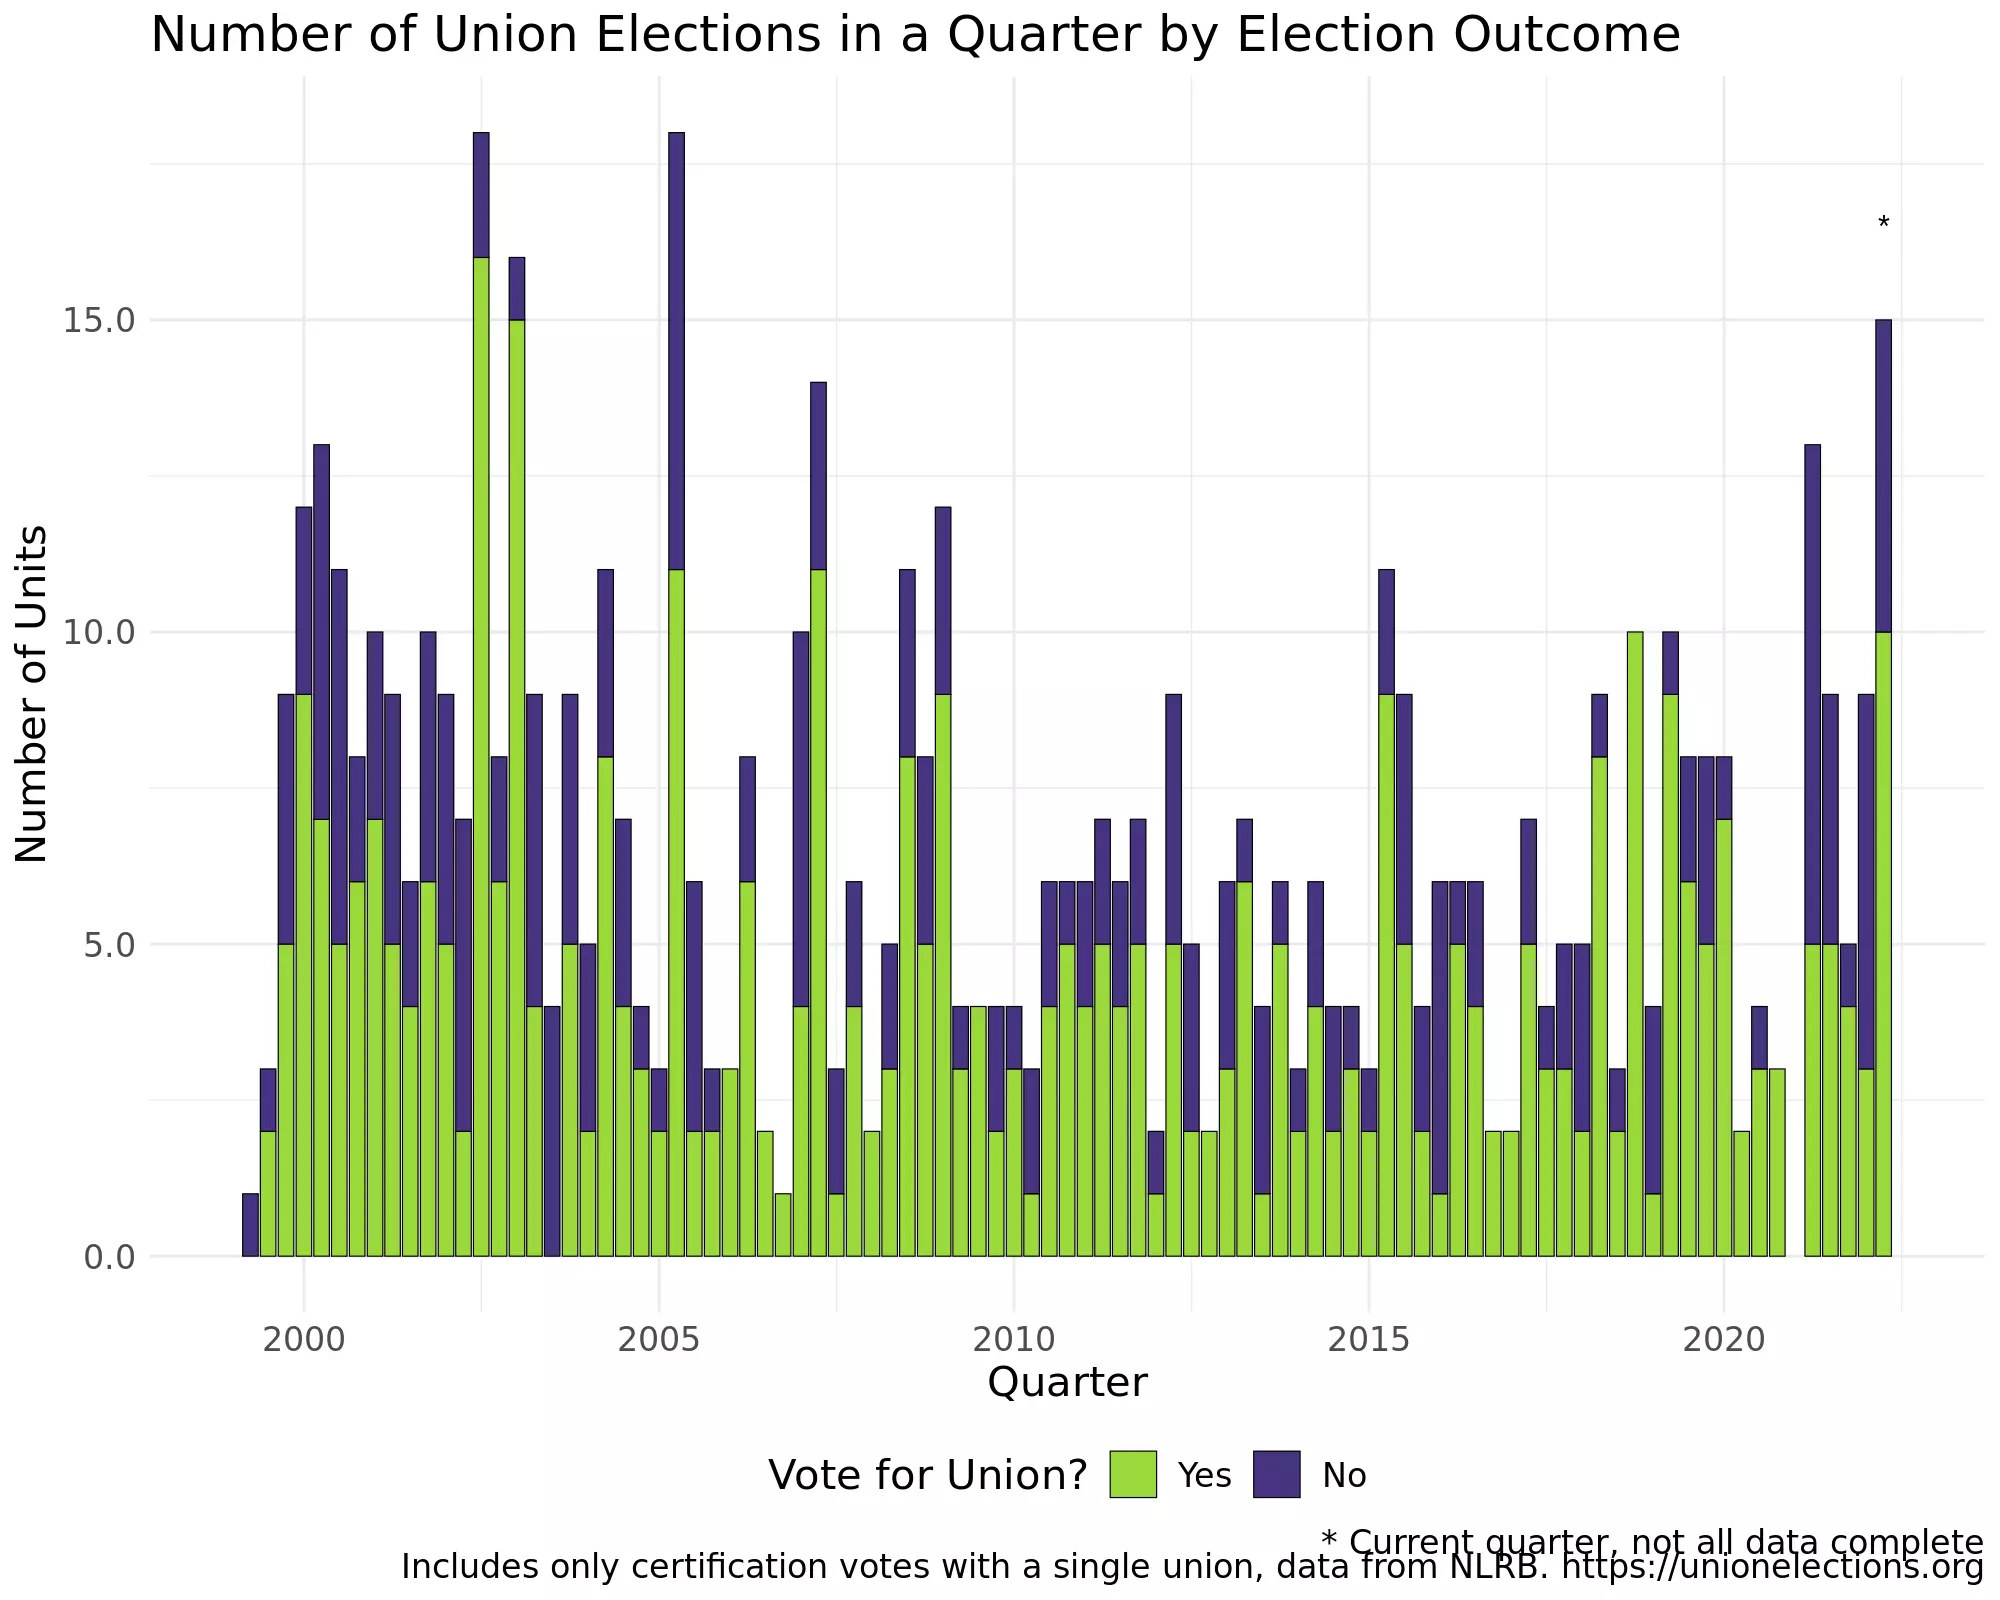 Number of Union Elections in a Quarter by Election Outcome
*
15.0
10.0
5.0
0.0
Number of Units
2000 2005 2010 2015 2020
Quarter
Vote for Union? Yes No
* Current quarter, not all data complete
Includes only certification votes with a single union, data from NLRB. https://unionelections.org